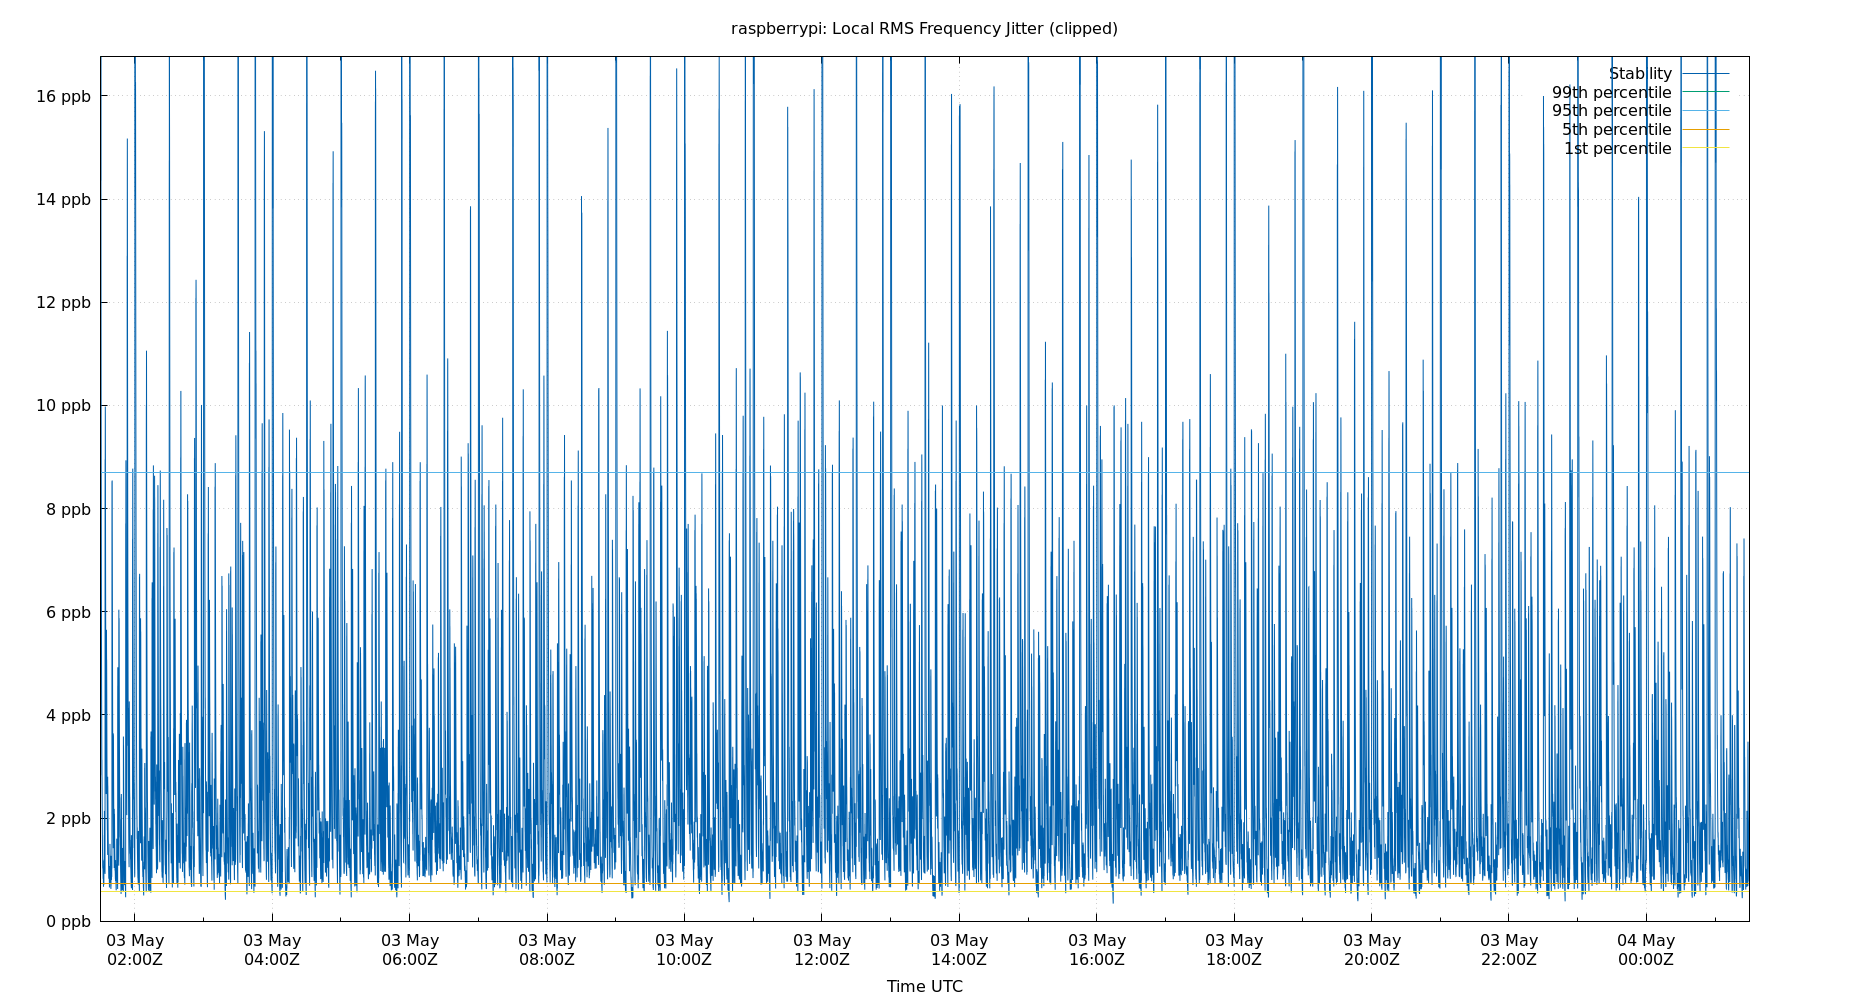 raspberrypi: Local RMS Frequency Jitter (clipped)
Stability
99th percentile
95th percentile
5th percentile
1st percentile
16 ppb
14 ppb
12 ppb
10 ppb
8 ppb
6 ppb
4 ppb
2 ppb
0 ppb
03 May 03 May 03 May 03 May 03 May 03 May 03 May 03 May 03 May 03 May 03 May 04 May
02:00Z 04:00Z 06:00Z 08:00Z 10:00Z 12:00Z 14:00Z 16:00Z 18:00Z 20:00Z 22:00Z 00:00Z
Time UTC